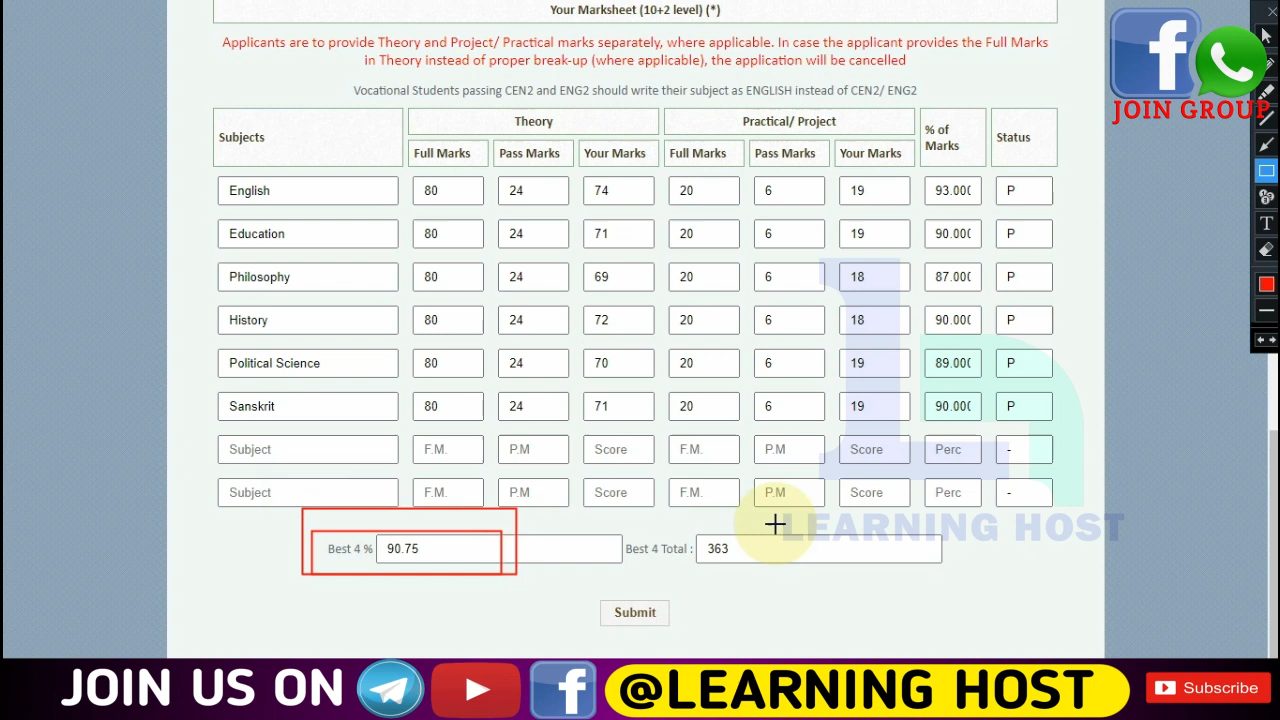 Your Marksheet (10+2 level) (*)
Applicants are to provide Theory and Project/ Practical marks separately, where applicable. In case the applicant provides the Full Marks
in Theory instead of proper break-up (where applicable), the application will be cancelled
Vocational Students passing CEN2 and ENG2 should write their subject as ENGLISH instead of CEN2/ ENG2
Subjects Theory Practical/ Project % of Marks Status
Full Marks Pass Marks Your Marks Full Marks Pass Marks Your Marks
English 80 24 74 20 6 19 93.00( P
Education 80 24 71 20 6 19 90.00( P
Philosophy 80 24 69 20 6 18 87.00( P
History 80 24 72 20 6 18 90.00( P
Political Science 80 24 70 20 6 19 89.00( P
Sanskrit 80 24 71 20 6 19 90.00( P
Subject F.M. P.M Score F.M. P.M Score Perc -
Subject F.M. P.M Score F.M. P.M Score Perc -
LEARNING HOST
Best 4 % 90.75 Best 4 Total : 363
Submit
JOIN GROUP
JOIN US ON @LEARNING HOST Subscribe